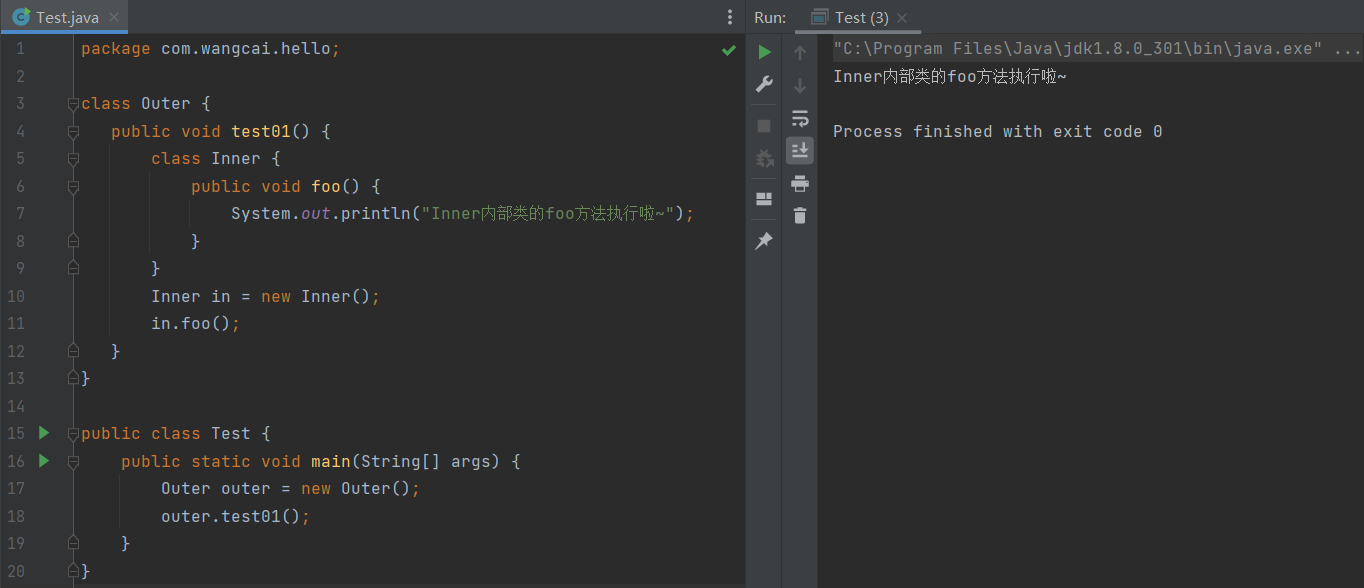 Test.java
Run:
Test (3)
1 package com.wangcai.hello;
2
3 class Outer {
4 public void test01() {
5 class Inner {
6 public void foo() {
7 System.out.println("Inner内部类的foo方法执行啦~");
8 }
9 }
10 Inner in = new Inner();
11 in.foo();
12 }
13 }
14
15 public class Test {
16 public static void main(String[] args) {
17 Outer outer = new Outer();
18 outer.test01();
19 }
20 }
"C:\Program Files\Java\jdk1.8.0_301\bin\java.exe" ...
Inner内部类的foo方法执行啦~
Process finished with exit code 0